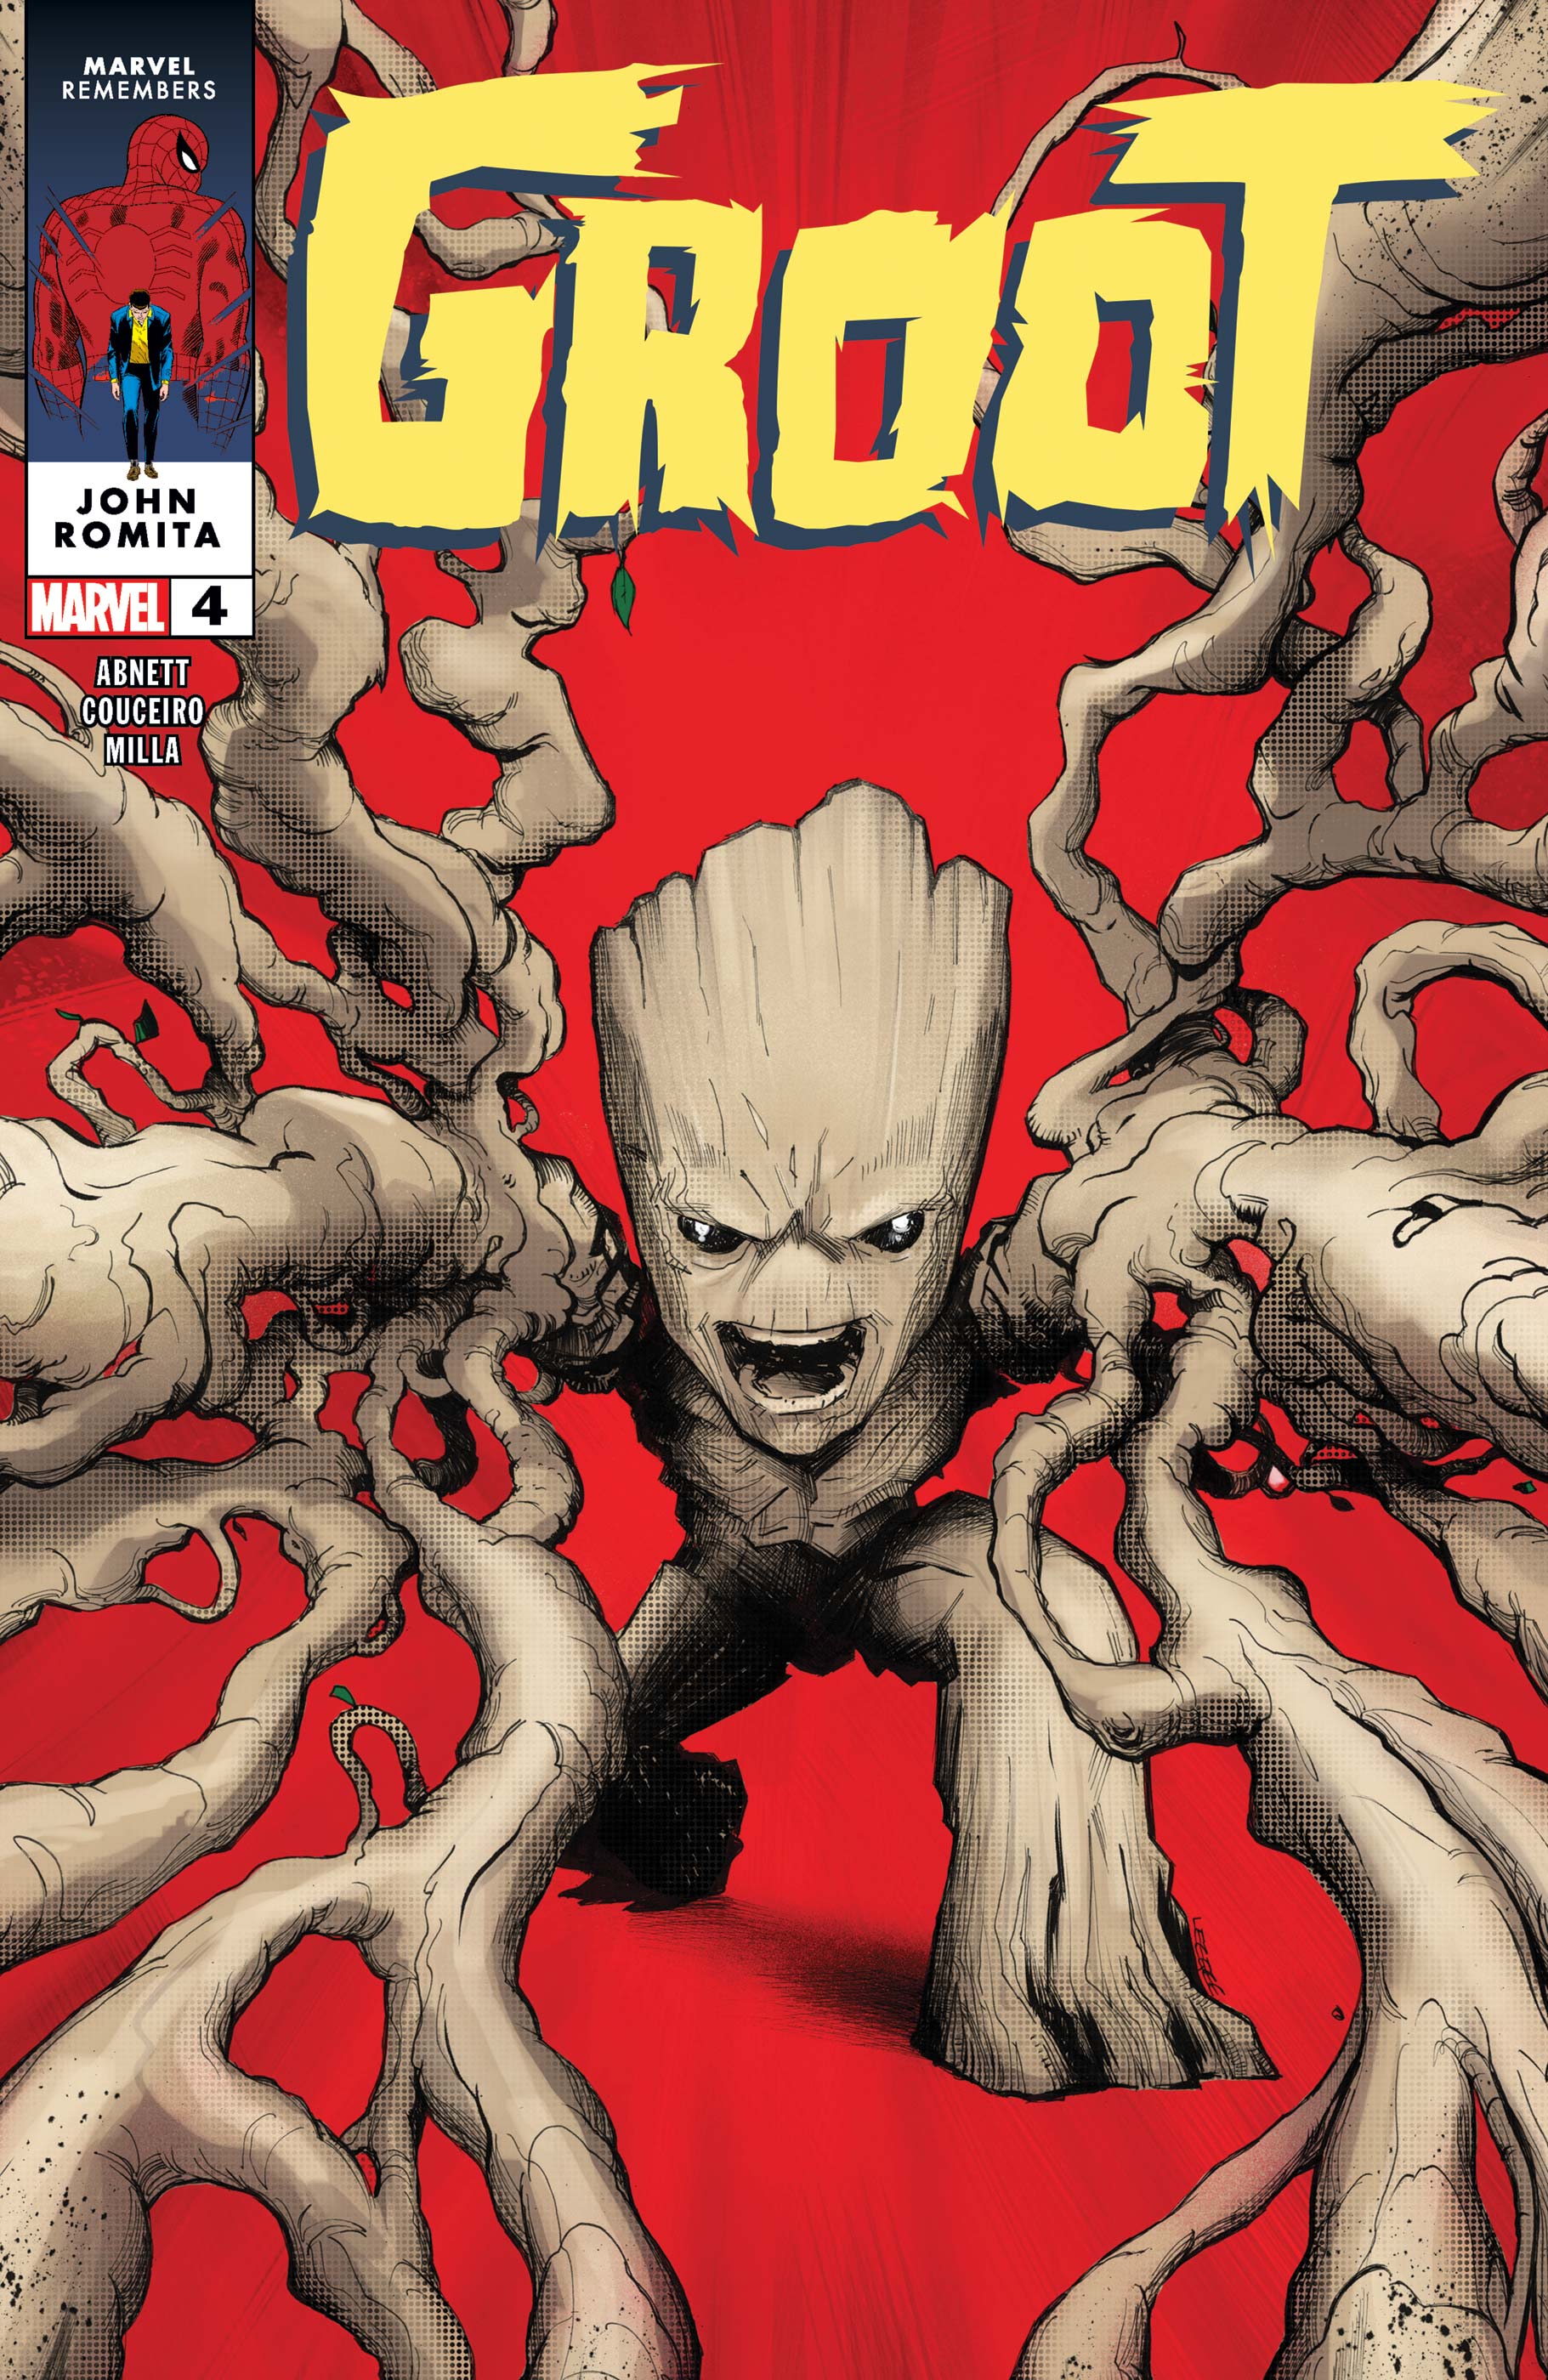 MARVEL
REMEMBERS
JOHN
ROMITA
MARVEL 4
ABNETT
COUCEIRO
MILLA
GROOT